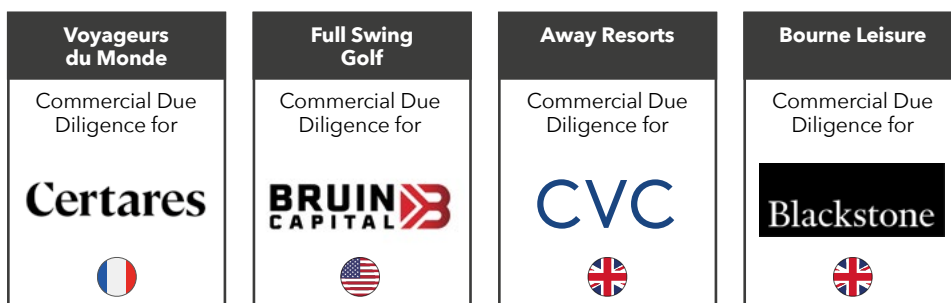 Voyageurs
du Monde
Commercial Due
Diligence for
Certares
Full Swing
Golf
Commercial Due
Diligence for
BRUIN
CAPITAL
Away Resorts
Commercial Due
Diligence for
CVC
Bourne Leisure
Commercial Due
Diligence for
Blackstone